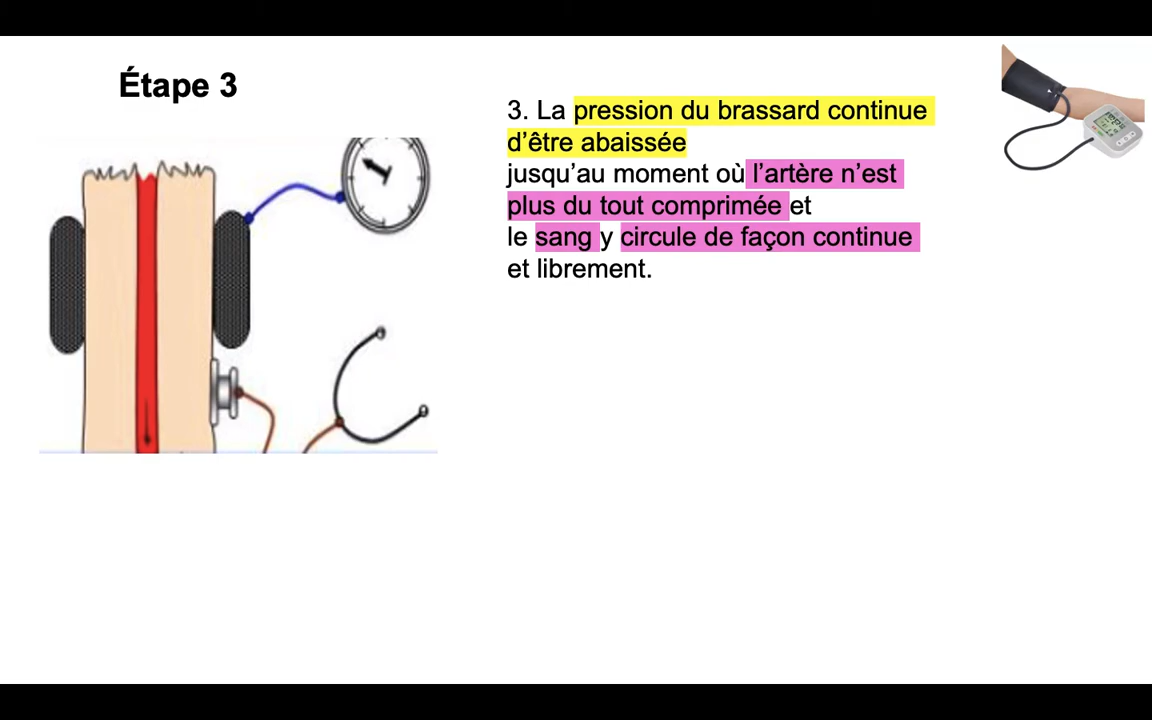 Étape 3
3. La pression du brassard continue
d’être abaissée
jusqu’au moment où l’artère n’est
plus du tout comprimée et
le sang y circule de façon continue
et librement.